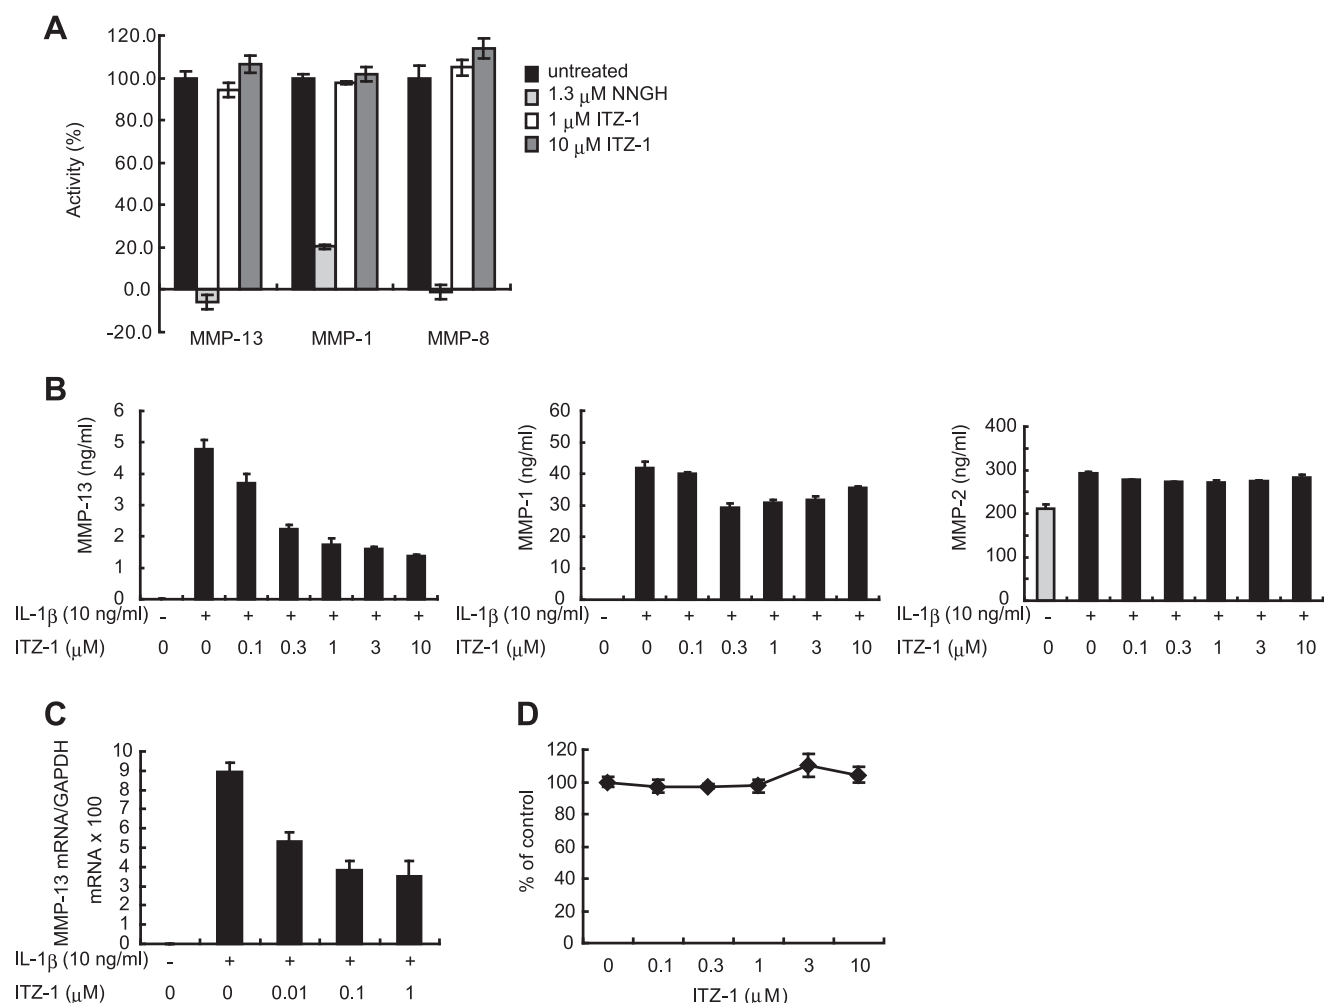 A
120.0
100.0
80.0
60.0
40.0
20.0
0.0
-20.0
Activity (%)
MMP-13 MMP-1 MMP-8
untreated
1.3 μM NNGH
1 μM ITZ-1
10 μM ITZ-1
B
MMP-13 (ng/ml)
6
5
4
3
2
1
0
IL-1β (10 ng/ml) - + + + + +
ITZ-1 (μM) 0 0 0.1 0.3 1 3 10
MMP-1 (ng/ml)
60
50
40
30
20
10
0
IL-1β (10 ng/ml) - + + + + + +
ITZ-1 (μM) 0 0 0.1 0.3 1 3 10
MMP-2 (ng/ml)
400
300
200
100
0
IL-1β (10 ng/ml) - + + + + + +
ITZ-1 (μM) 0 0 0.1 0.3 1 3 10
C
MMP-13 mRNA/GAPDH
mRNA x 100
10
9
8
7
6
5
4
3
2
1
0
IL-1β (10 ng/ml) - + + + +
ITZ-1 (μM) 0 0 0.01 0.1 1
D
% of control
120
100
80
60
40
20
0
0 0.1 0.3 1 3 10
ITZ-1 (μM)